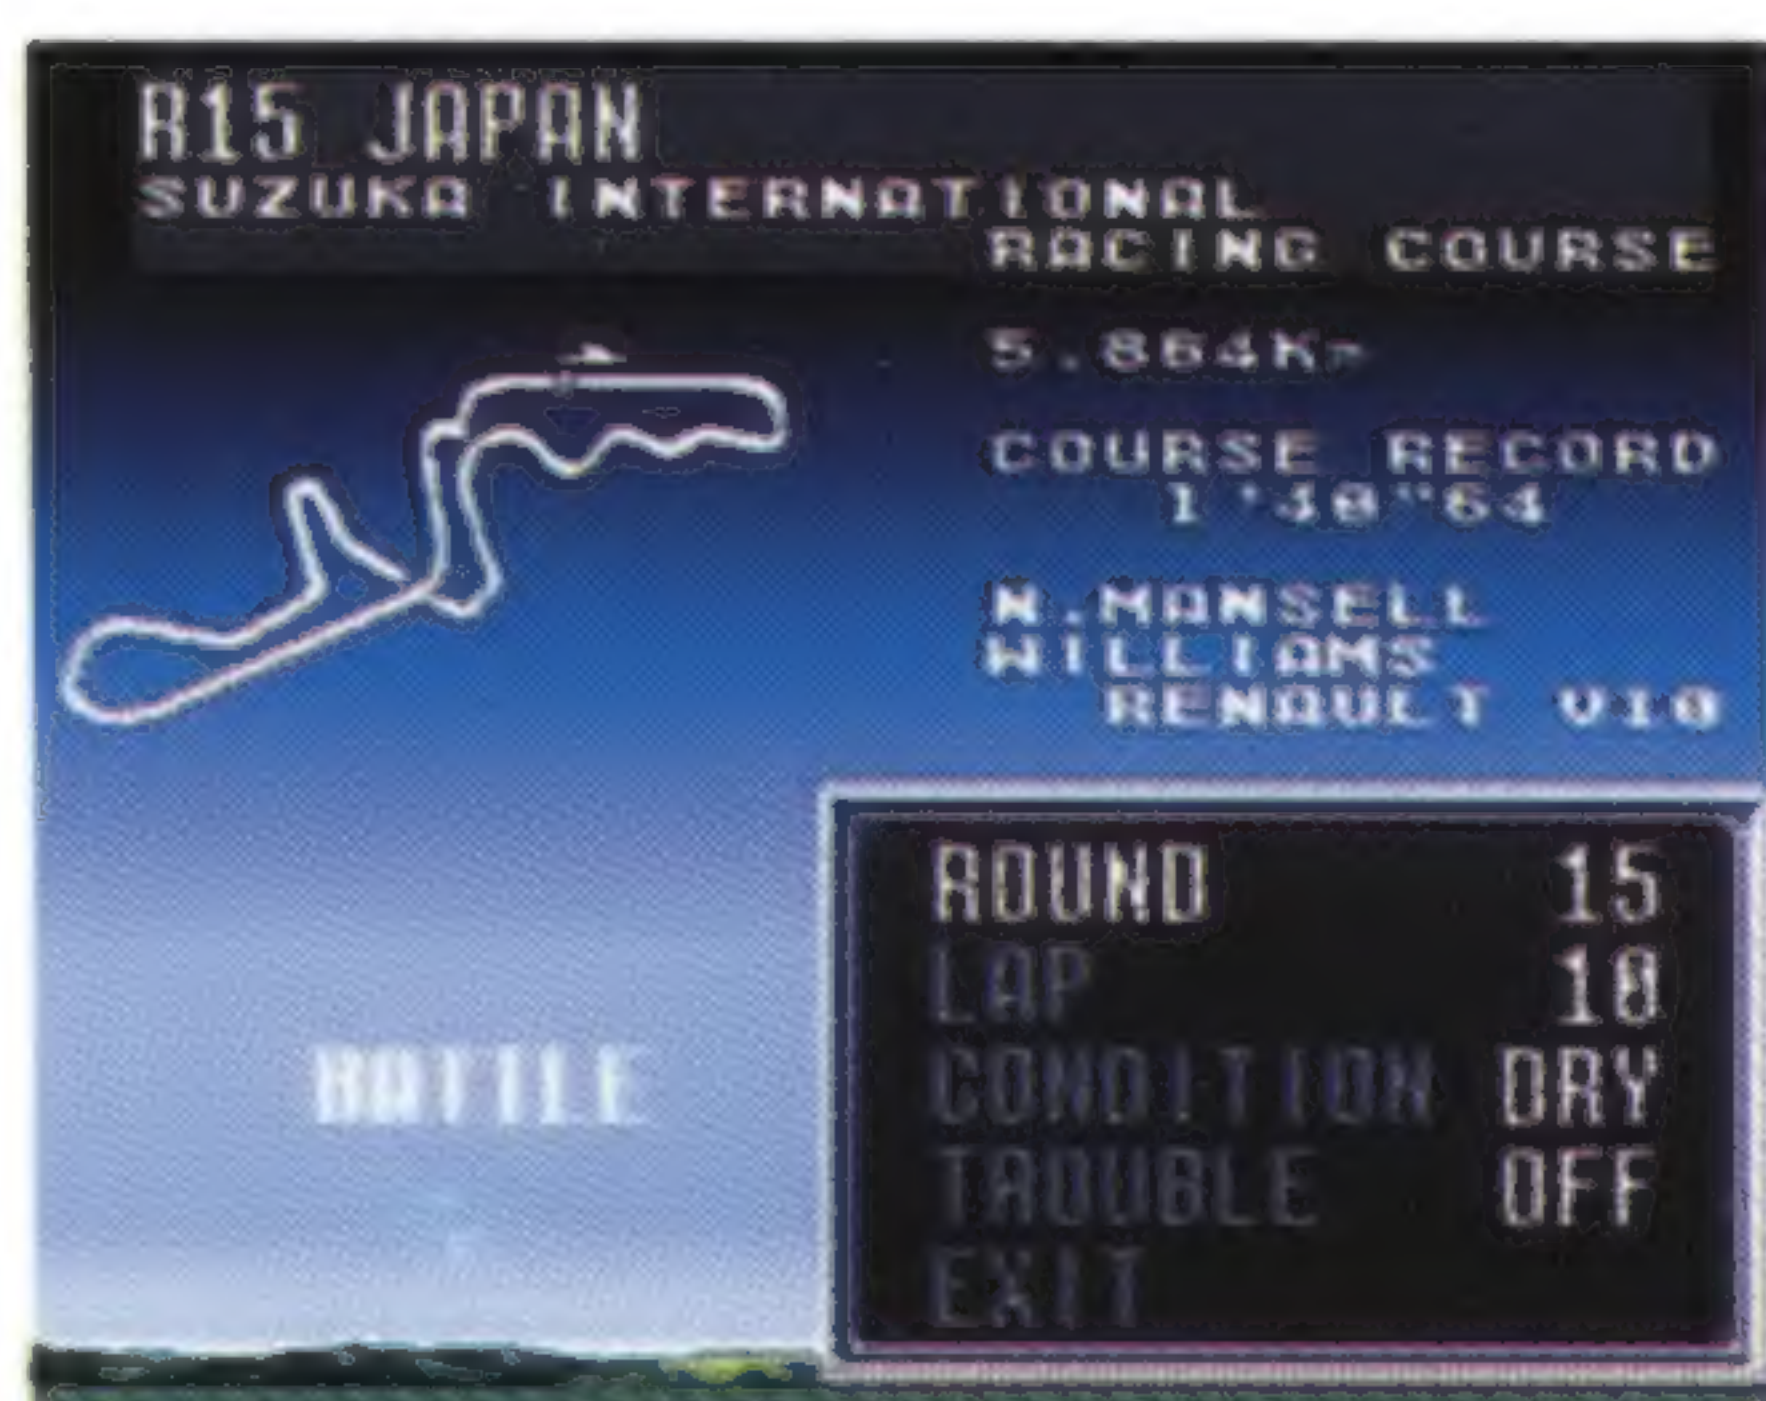 R15 JAPAN
SUZUKA INTERNATIONAL
RACING COURSE
5.864Km
COURSE RECORD
1'40"64
N.MANSELL
WILLIAMS
RENAULT V10
BATTLE
ROUND 15
LAP 10
CONDITION DRY
TROUBLE OFF
EXIT